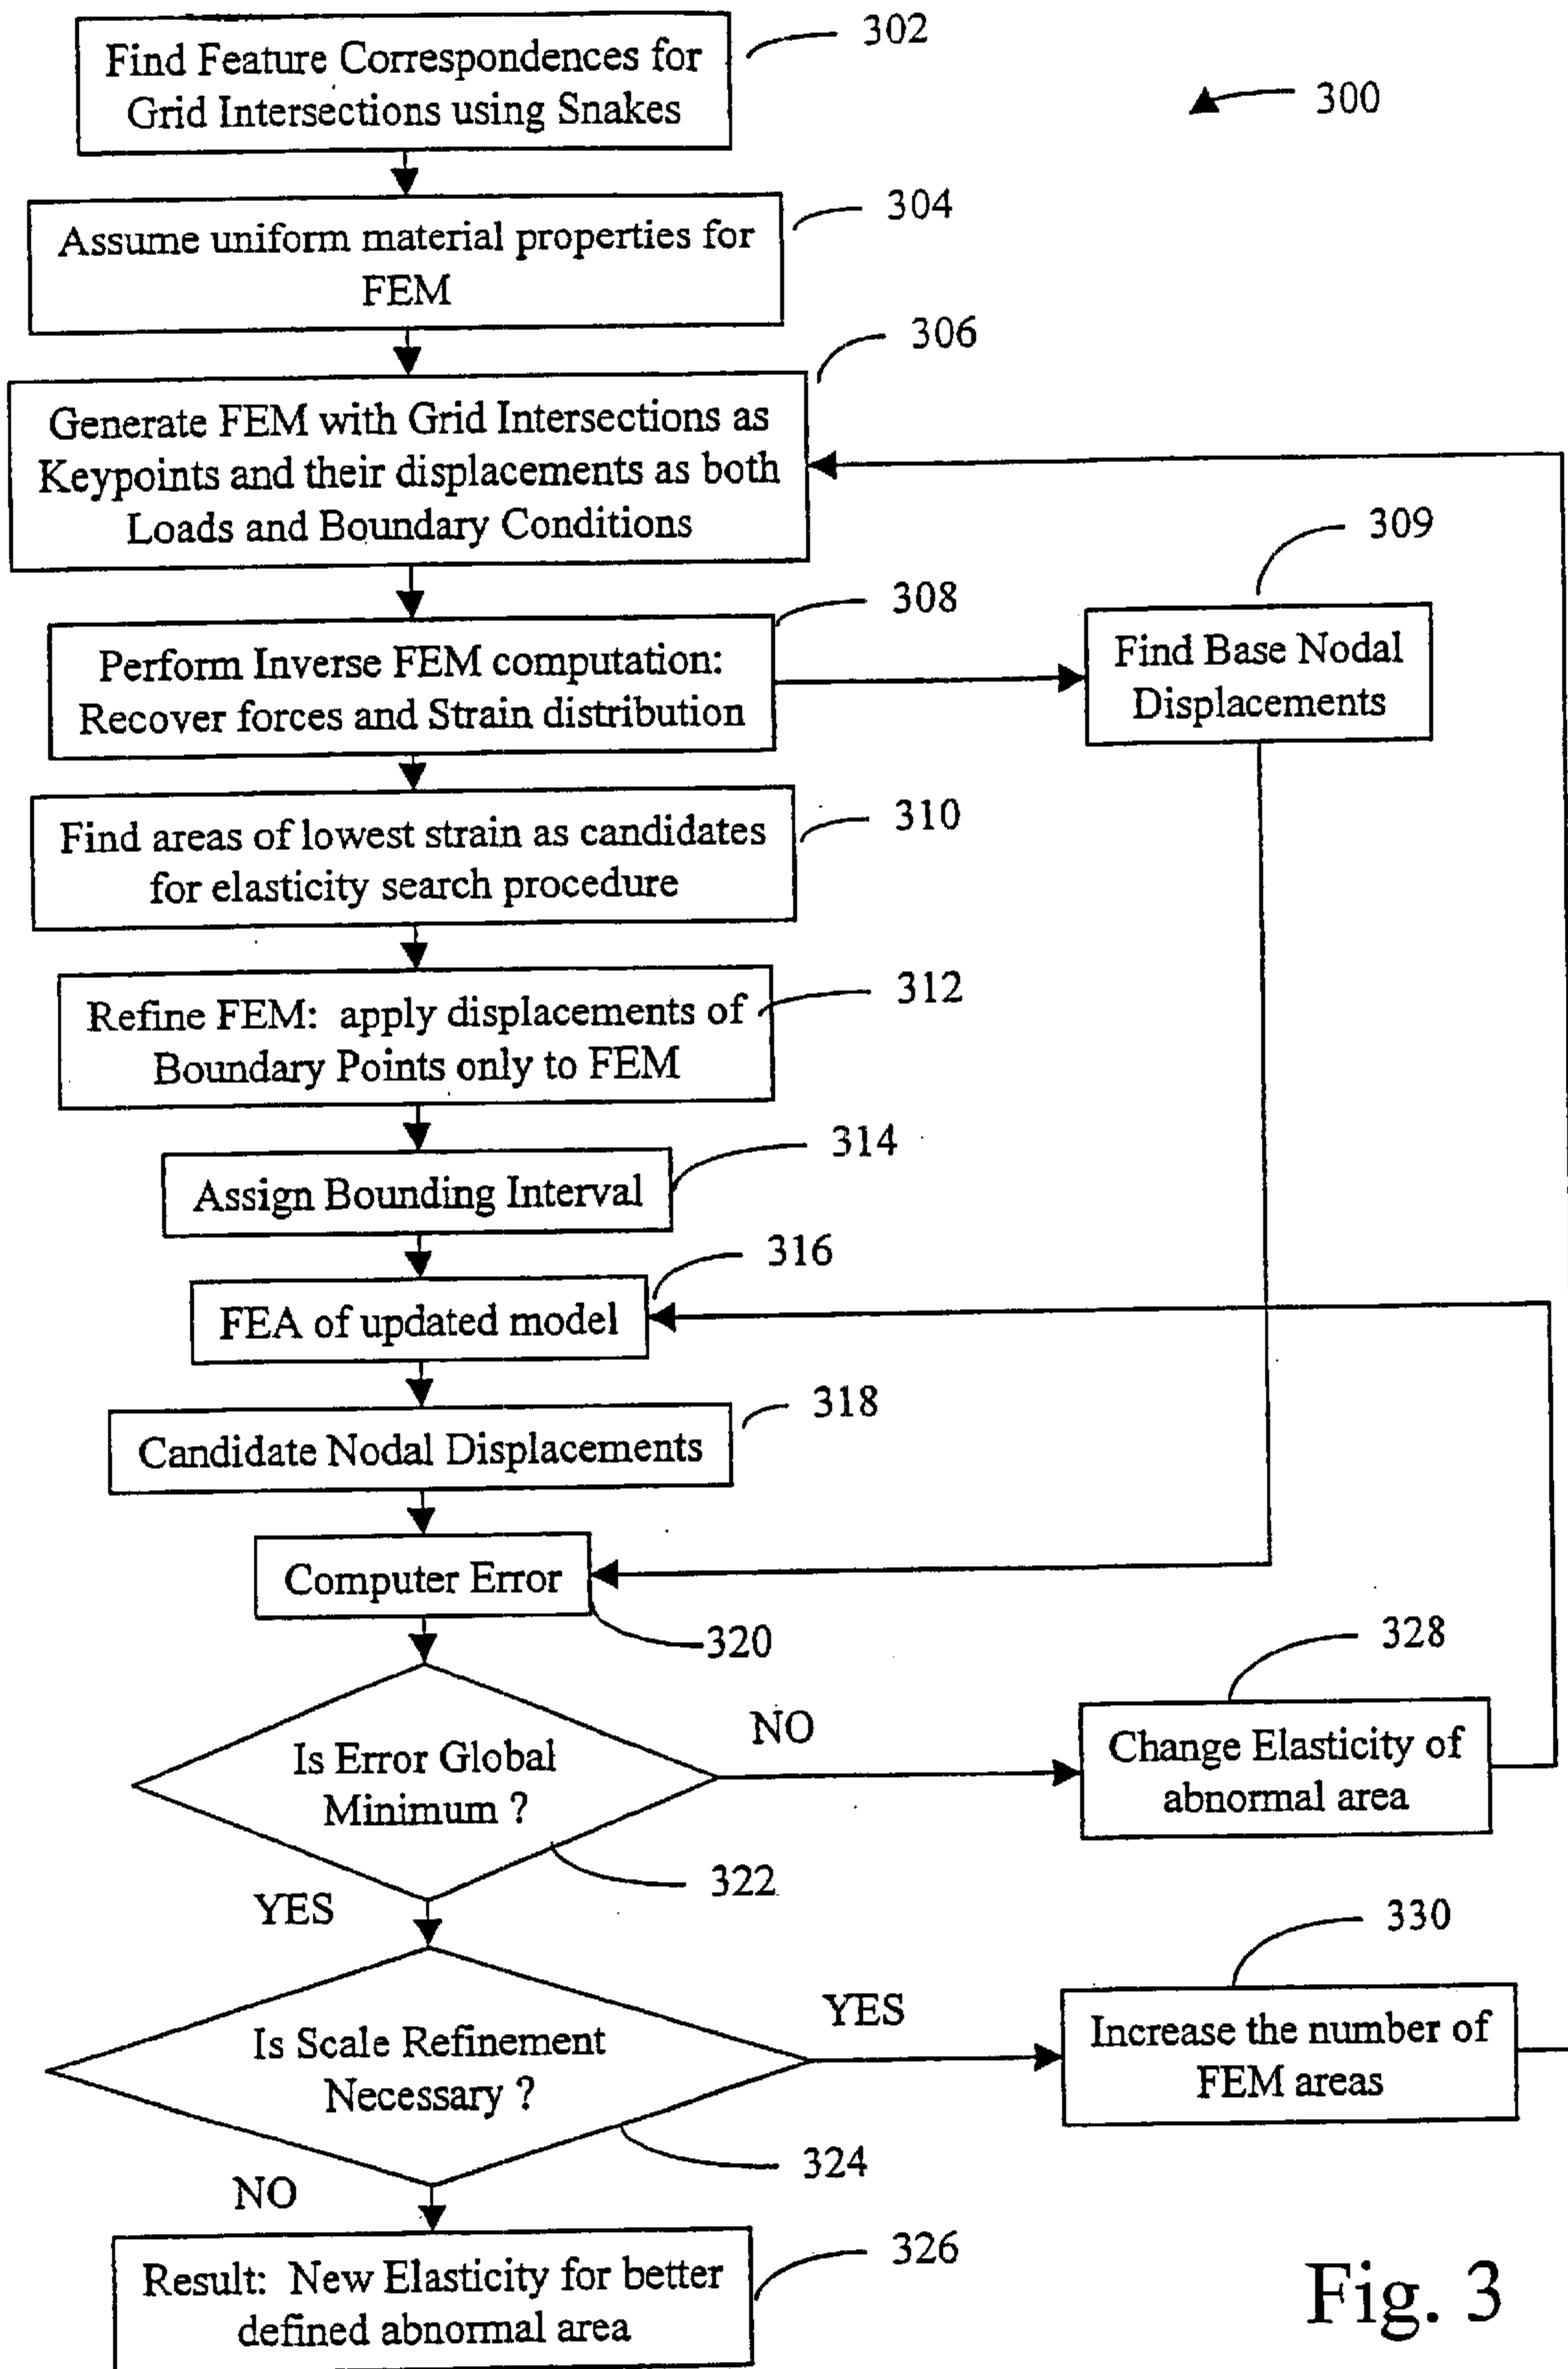 302
Find Feature Correspondences for
Grid Intersections using Snakes
300
304
Assume uniform material properties for
FEM
306
Generate FEM with Grid Intersections as
Keypoints and their displacements as both
Loads and Boundary Conditions
309
308
Perform Inverse FEM computation:
Recover forces and Strain distribution
Find Base Nodal
Displacements
310
Find areas of lowest strain as candidates
for elasticity search procedure
312
Refine FEM: apply displacements of
Boundary Points only to FEM
314
Assign Bounding Interval
316
FEA of updated model
318
Candidate Nodal Displacements
Computer Error
320
328
NO
Is Error Global
Minimum ?
Change Elasticity of
abnormal area
322
YES
330
YES
Is Scale Refinement
Necessary ?
Increase the number of
FEM areas
324
NO
326
Result: New Elasticity for better
defined abnormal area
Fig. 3